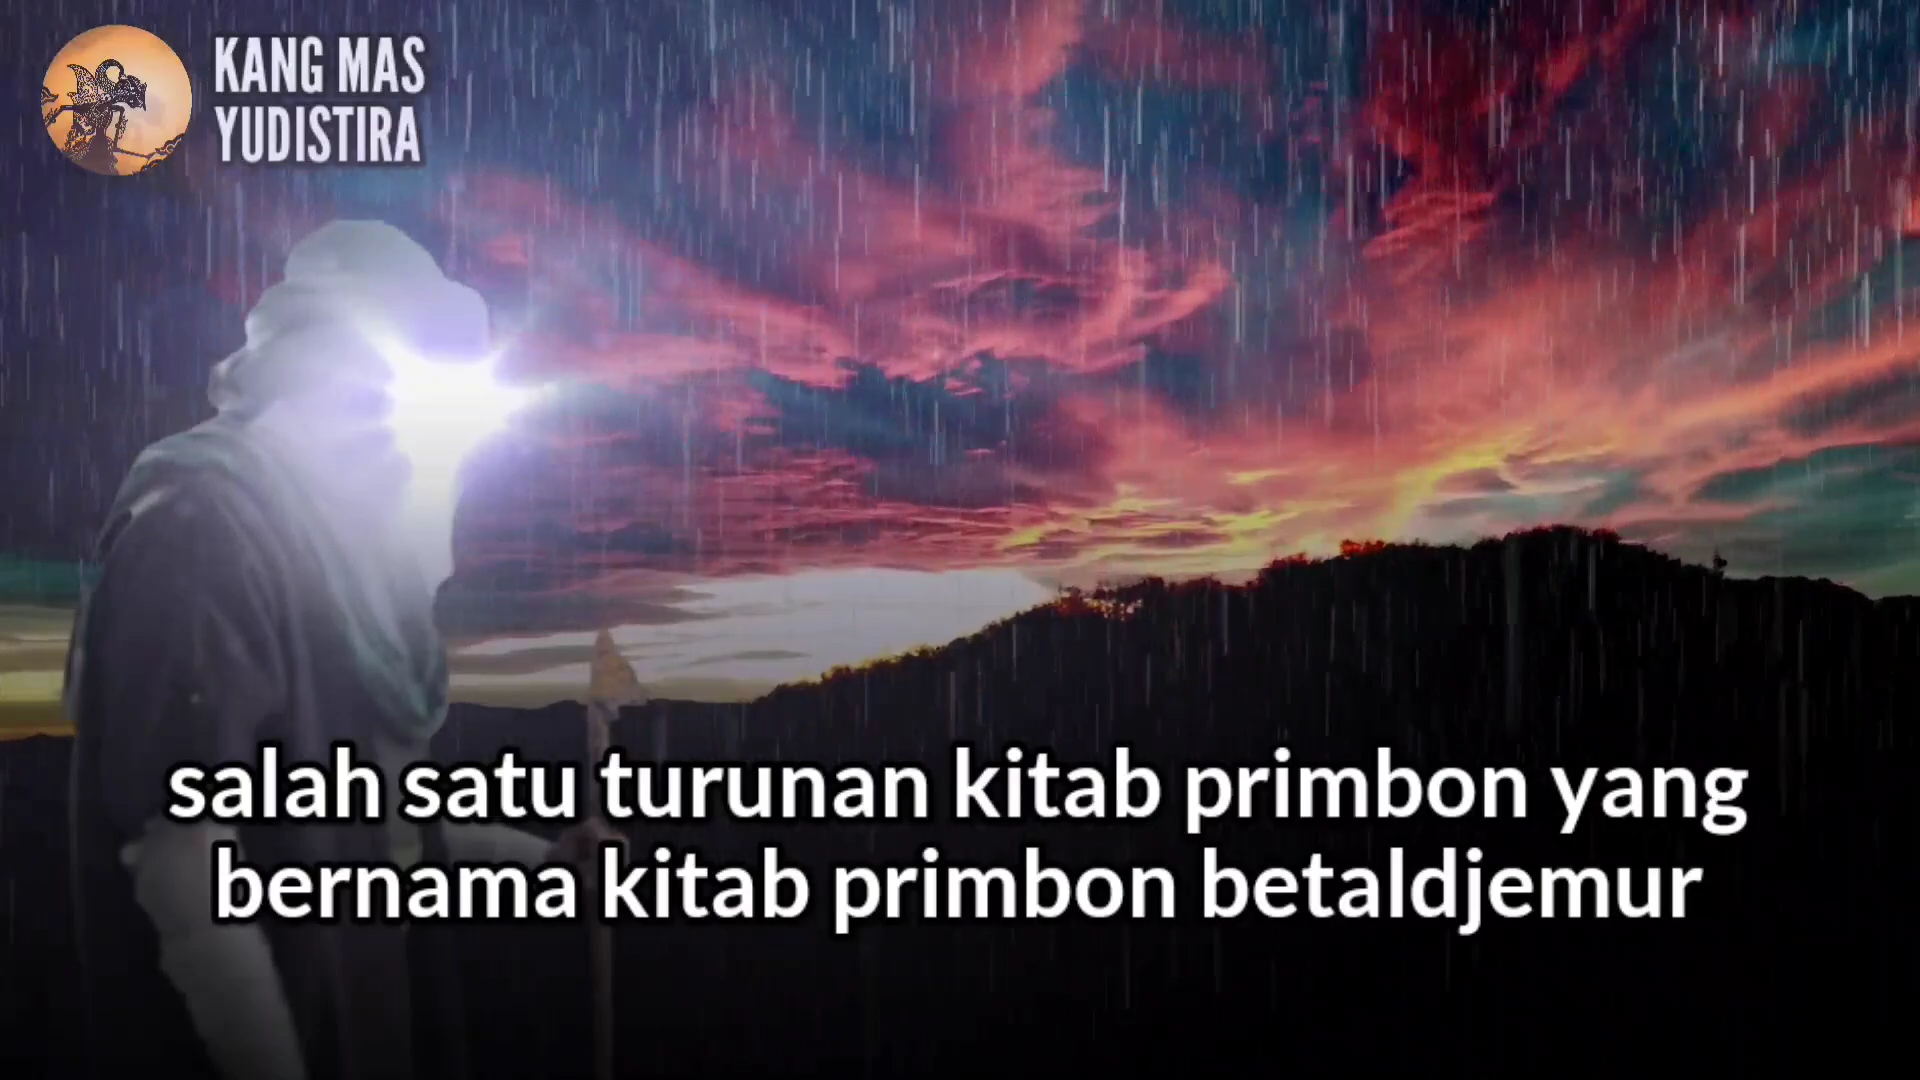 KANG MAS
YUDISTIRA
salah satu turunan kitab primbon yang
bernama kitab primbon betaldjemur